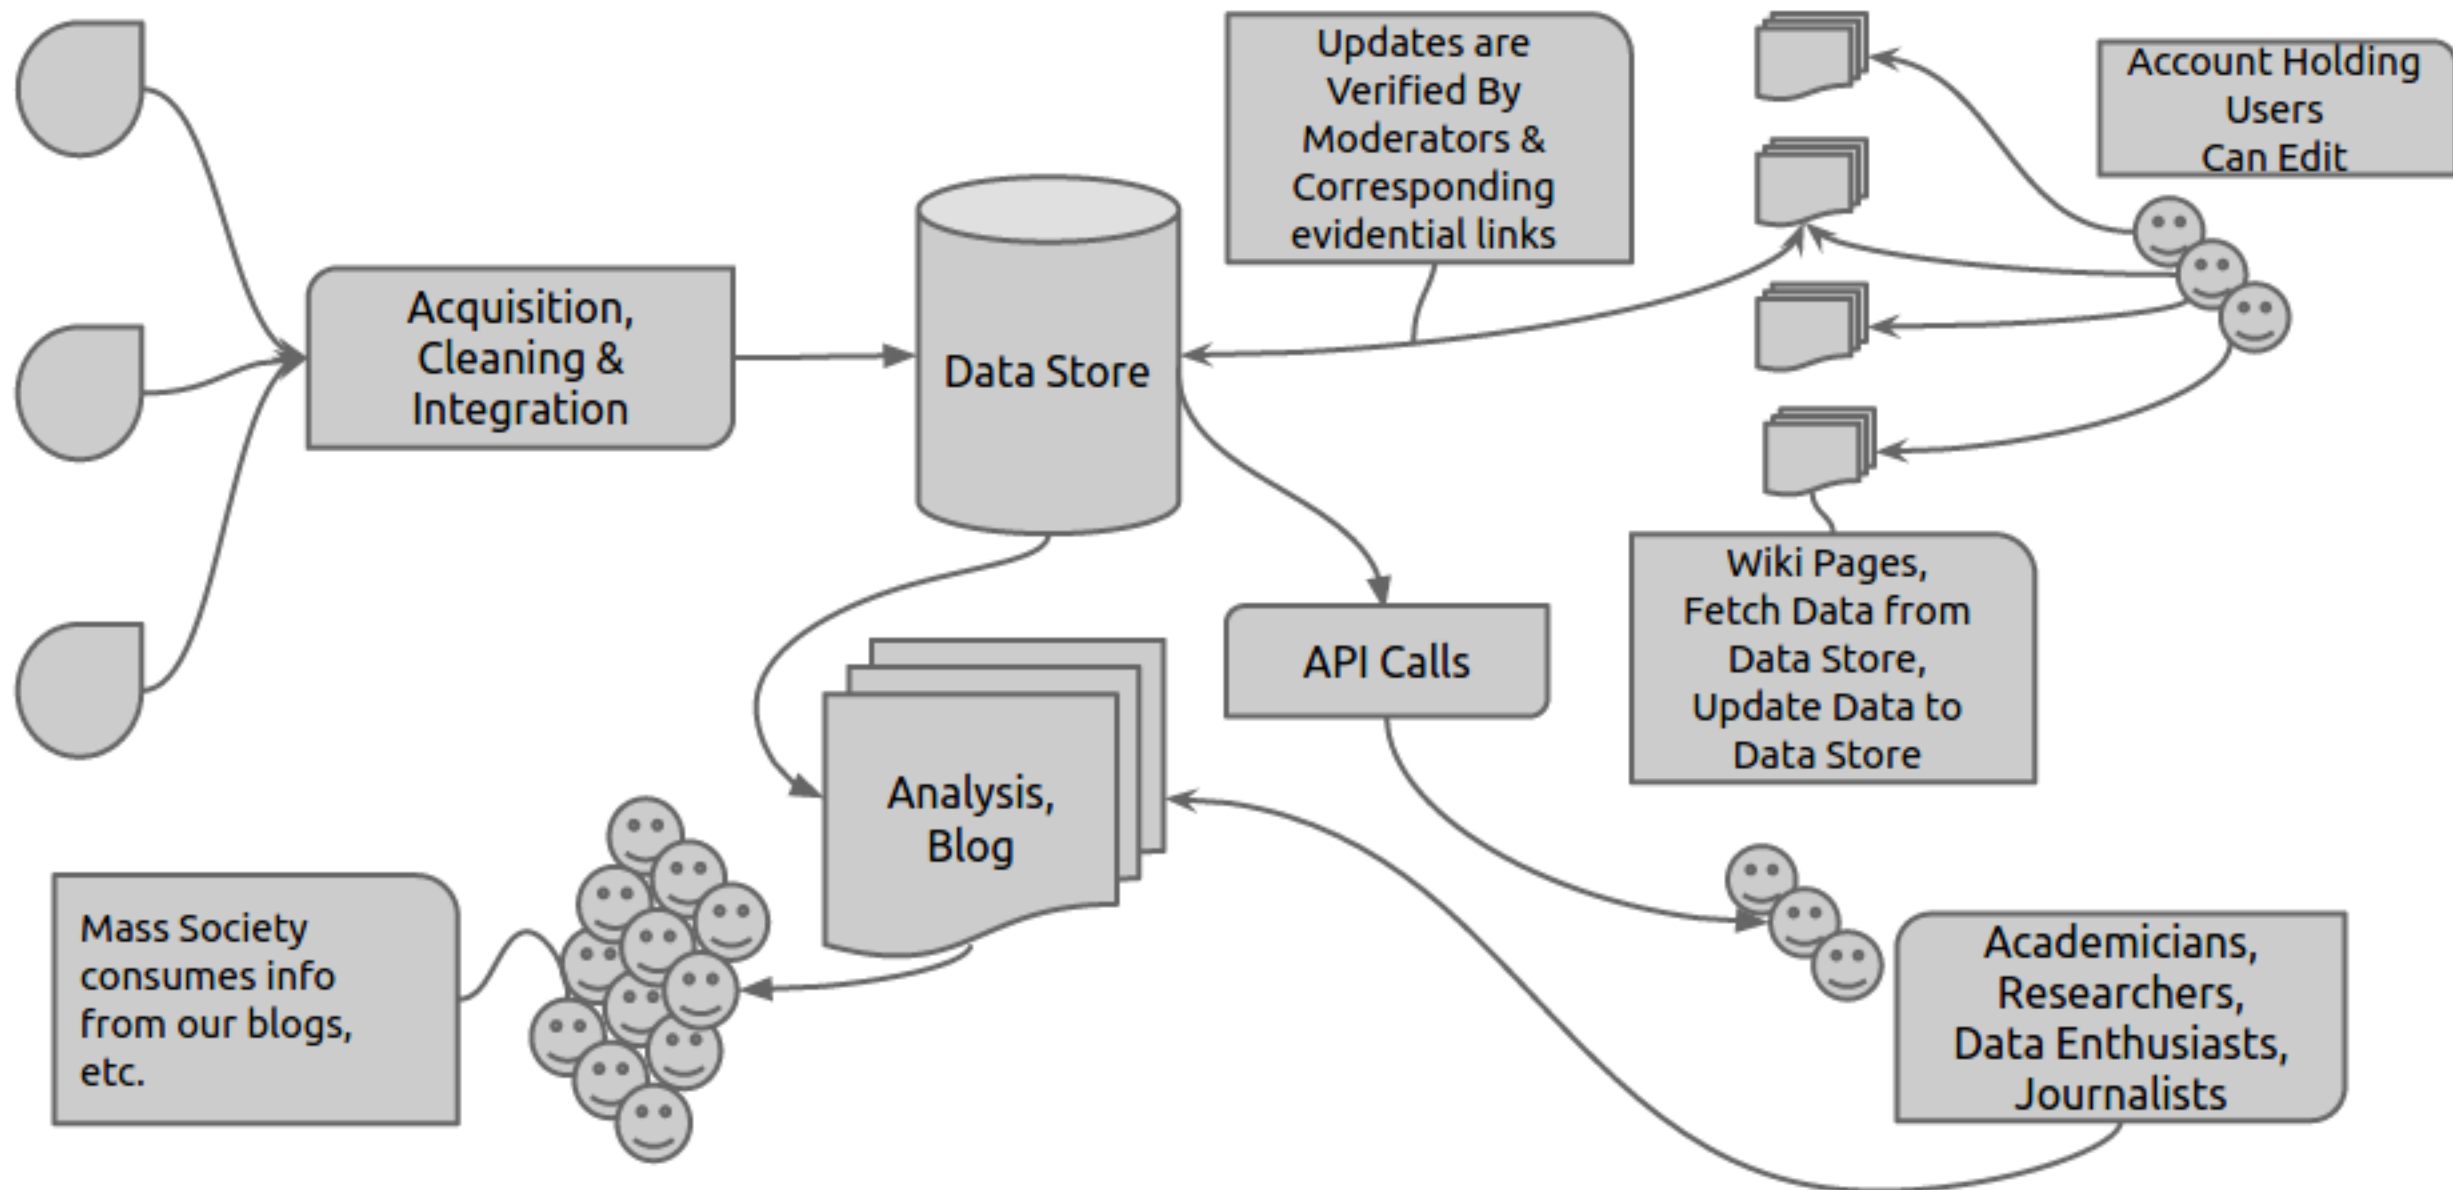 Updates are
Verified By
Moderators &
Corresponding
evidential links
Account Holding
Users
Can Edit
Acquisition,
Cleaning &
Integration
Data Store
Wiki Pages,
Fetch Data from
Data Store,
Update Data to
Data Store
API Calls
Analysis,
Blog
Mass Society
consumes info
from our blogs,
etc.
Academicians,
Researchers,
Data Enthusiasts,
Journalists